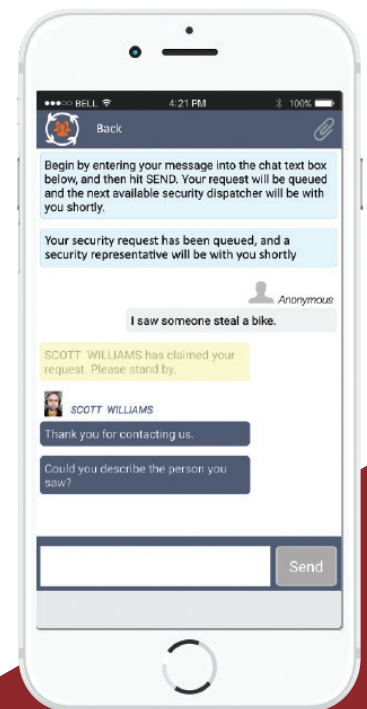 BELL 4:21 PM 100%
Back
Begin by entering your message into the chat text box
below, and then hit SEND. Your request will be queued
and the next available security dispatcher will be with
you shortly.
Your security request has been queued, and a
security representative will be with you shortly
Anonymous
I saw someone steal a bike.
SCOTT WILLIAMS has claimed your
request. Please stand by.
SCOTT WILLIAMS
Thank you for contacting us.
Could you describe the person you
saw?
Send